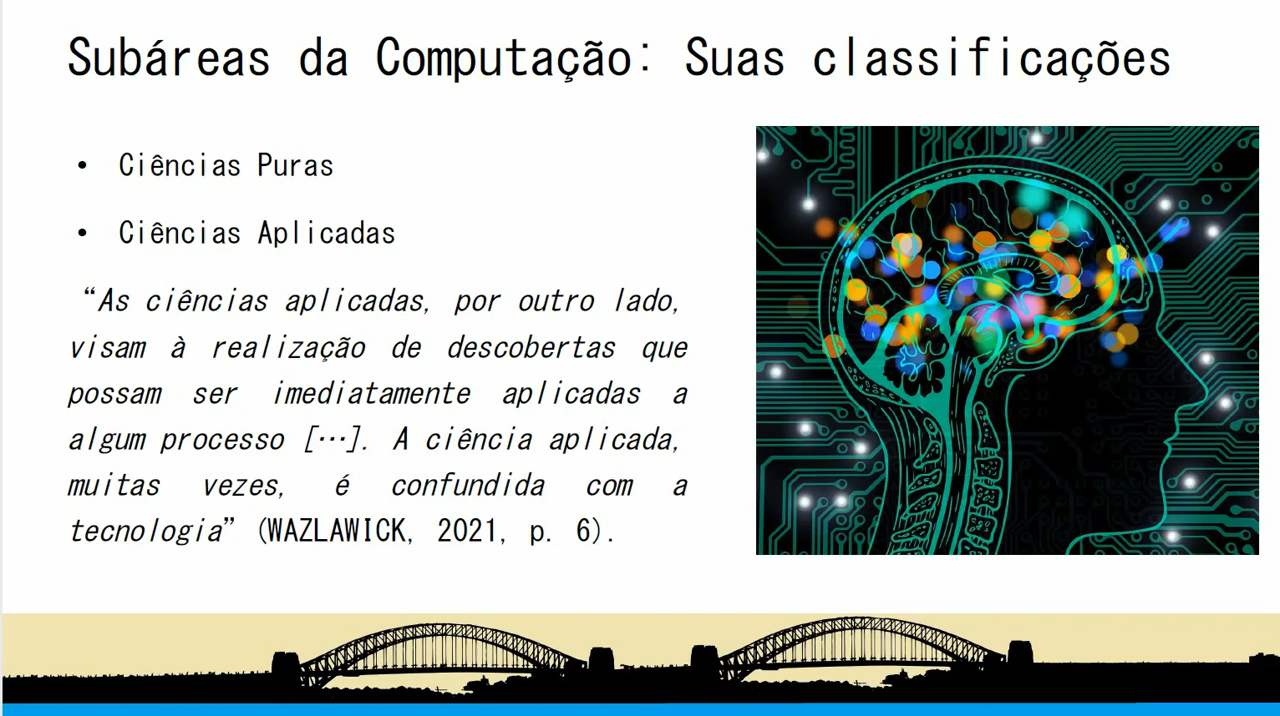 Subáreas da Computação: Suas classificações
• Ciências Puras
• Ciências Aplicadas
“As ciências aplicadas, por outro lado,
visam à realização de descobertas que
possam ser imediatamente aplicadas a
algum processo […]. A ciência aplicada,
muitas vezes, é confundida com a
tecnologia” (WAZLAWICK, 2021, p. 6).